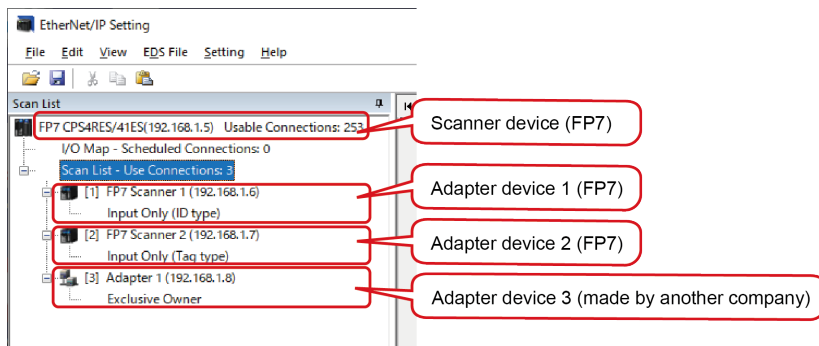 EtherNet/IP Setting
File Edit View EDS File Setting Help
Scan List
FP7 CPS4RES/41ES(192.168.1.5) Usable Connections: 253
Scanner device (FP7)
I/O Map - Scheduled Connections: 0
Scan List - Use Connections: 3
[1] FP7 Scanner 1 (192.168.1.6)
Adapter device 1 (FP7)
Input Only (ID type)
[2] FP7 Scanner 2 (192.168.1.7)
Adapter device 2 (FP7)
Input Only (Tag type)
[3] Adapter 1 (192.168.1.8)
Adapter device 3 (made by another company)
Exclusive Owner